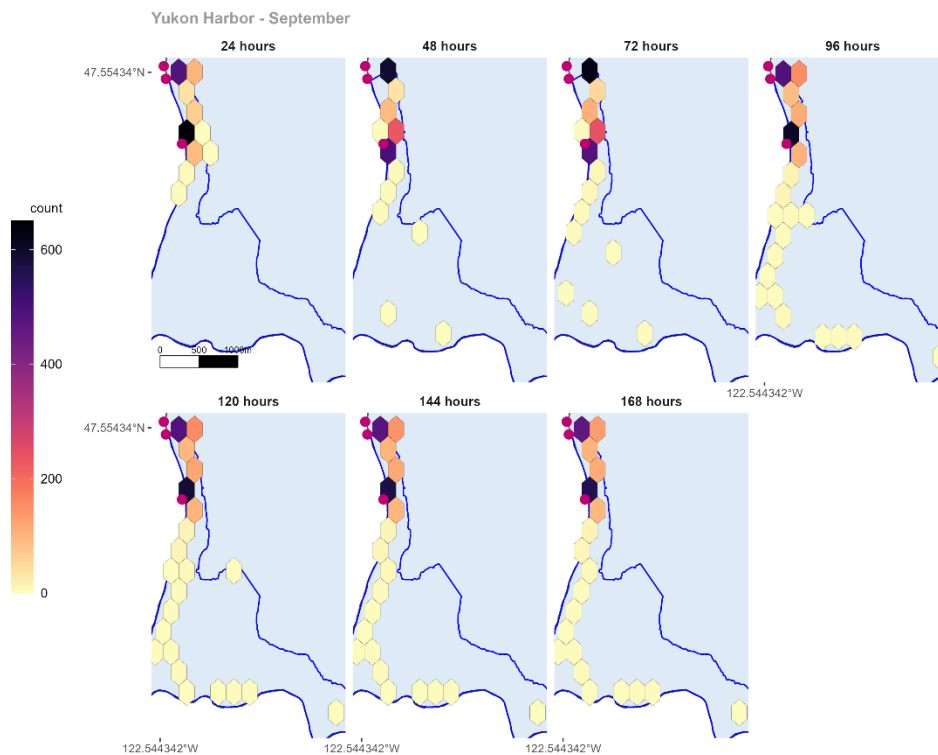 Yukon Harbor - September
24 hours
48 hours
72 hours
96 hours
47.55434°N
count
600
400
200
0
0 500 1000m
122.544342°W
120 hours
144 hours
168 hours
47.55434°N
122.544342°W
122.544342°W
122.544342°W